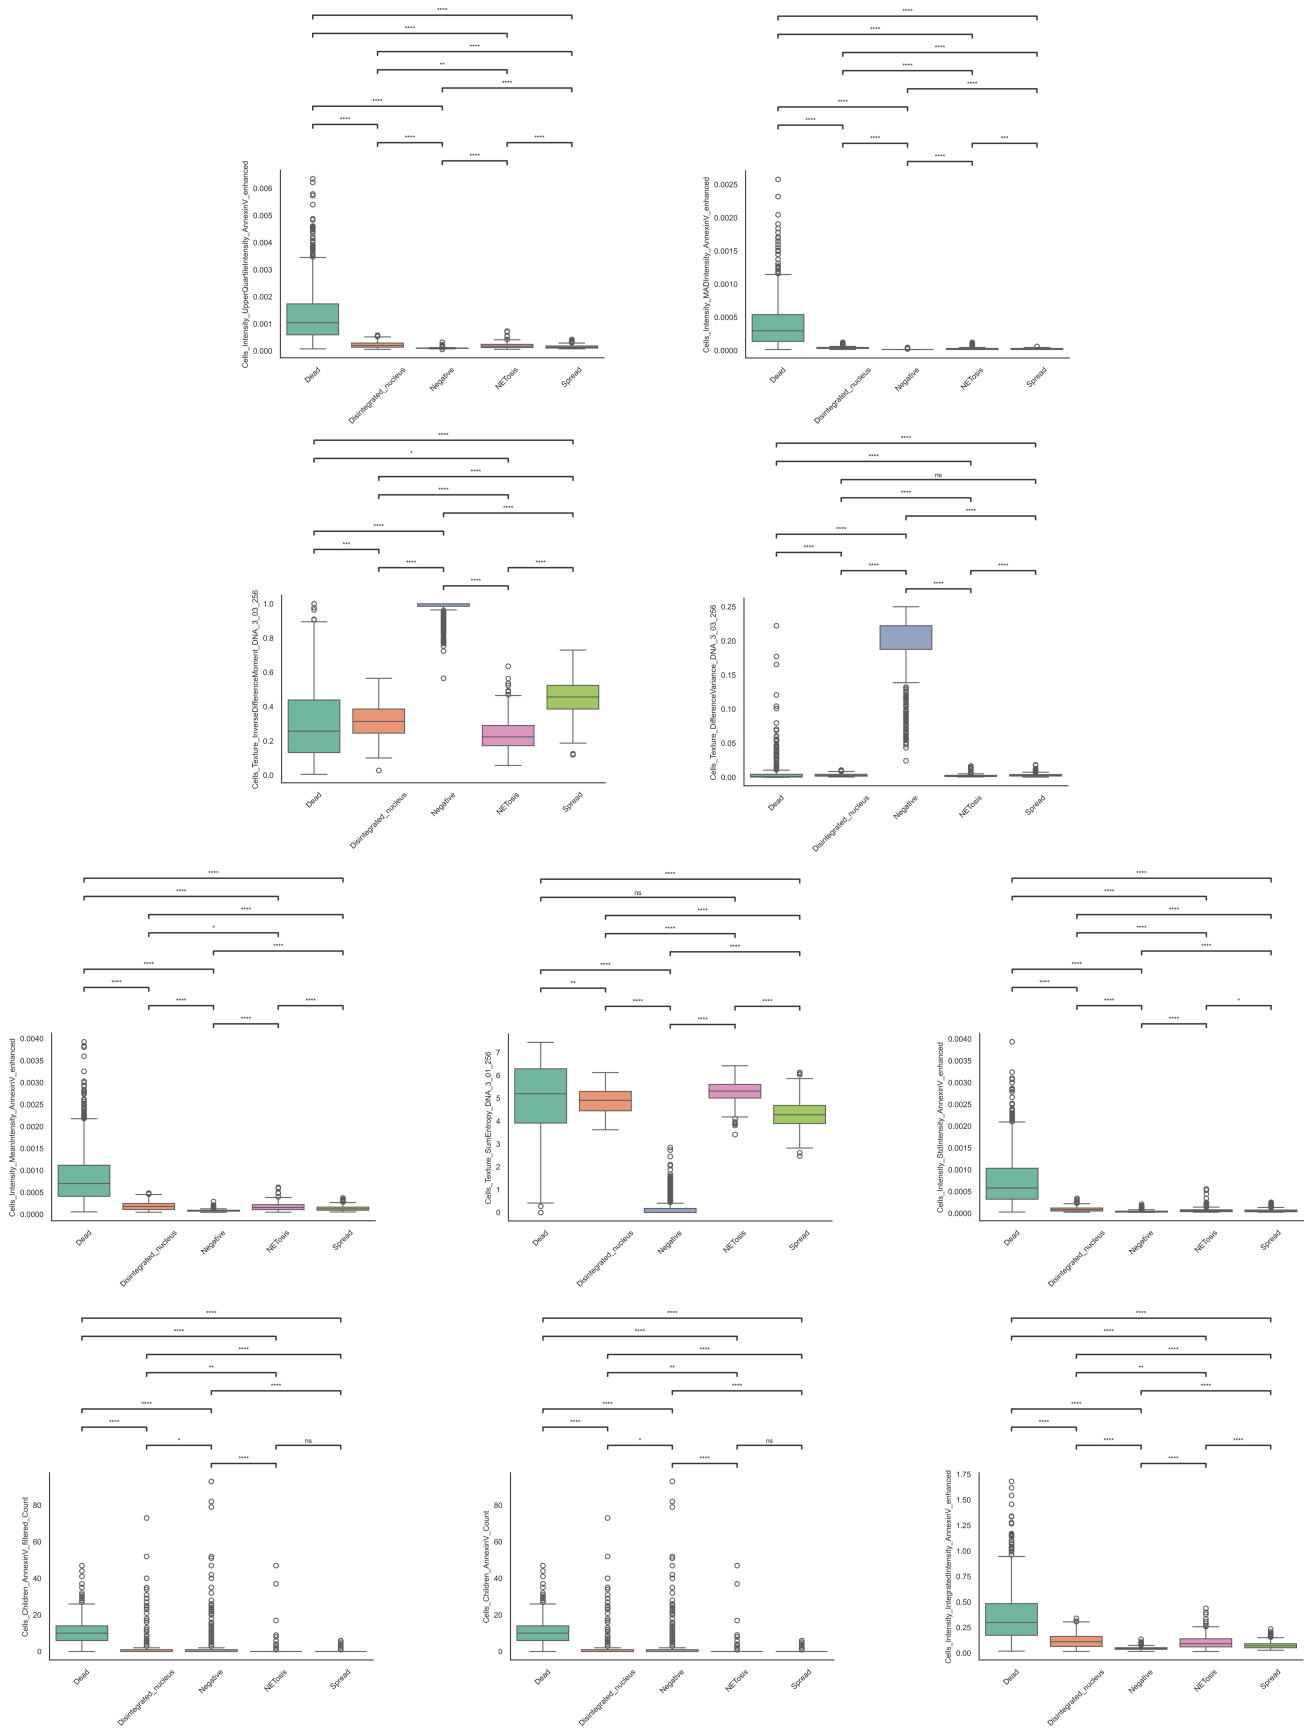 ****
****
****
**
****
****
****
****
****
****
Cells_Intensity_UpperQuartileIntensity_AnnexinV_enhanced
0.006
0.005
0.004
0.003
0.002
0.001
0.000
Dead
Disintegrated_nucleus
Negative
NETosis
Spread
****
****
****
****
****
****
****
****
***
****
Cells_Intensity_MADIntensity_AnnexinV_enhanced
0.0025
0.0020
0.0015
0.0010
0.0005
0.0000
Dead
Disintegrated_nucleus
Negative
NETosis
Spread
****
*
****
****
****
****
***
****
****
****
Cells_Texture_InverseDifferenceMoment_DNA_3_03_256
1.0
0.8
0.6
0.4
0.2
0.0
Dead
Disintegrated_nucleus
Negative
NETosis
Spread
****
****
ns
****
****
****
****
****
****
****
Cells_Texture_DifferenceVariance_DNA_3_03_256
0.25
0.20
0.15
0.10
0.05
0.00
Dead
Disintegrated_nucleus
Negative
NETosis
Spread
****
****
****
*
****
****
****
****
****
****
Cells_Intensity_MeanIntensity_AnnexinV_enhanced
0.0040
0.0035
0.0030
0.0025
0.0020
0.0015
0.0010
0.0005
0.0000
Dead
Disintegrated_nucleus
Negative
NETosis
Spread
****
ns
****
****
****
****
**
****
****
****
Cells_Texture_SumEntropy_DNA_3_01_256
7
6
5
4
3
2
1
0
Dead
Disintegrated_nucleus
Negative
NETosis
Spread
****
****
****
****
****
****
****
****
*
****
Cells_Intensity_StdIntensity_AnnexinV_enhanced
0.0040
0.0035
0.0030
0.0025
0.0020
0.0015
0.0010
0.0005
0.0000
Dead
Disintegrated_nucleus
Negative
NETosis
Spread
****
****
****
**
****
****
****
*
ns
****
Cells_Children_AnnexinV_filtered_Count
80
60
40
20
0
Dead
Disintegrated_nucleus
Negative
NETosis
Spread
****
****
****
**
****
****
****
*
ns
****
Cells_Children_AnnexinV_Count
80
60
40
20
0
Dead
Disintegrated_nucleus
Negative
NETosis
Spread
****
****
****
**
****
****
****
****
****
****
Cells_Intensity_IntegratedIntensity_AnnexinV_enhanced
1.75
1.50
1.25
1.00
0.75
0.50
0.25
0.00
Dead
Disintegrated_nucleus
Negative
NETosis
Spread